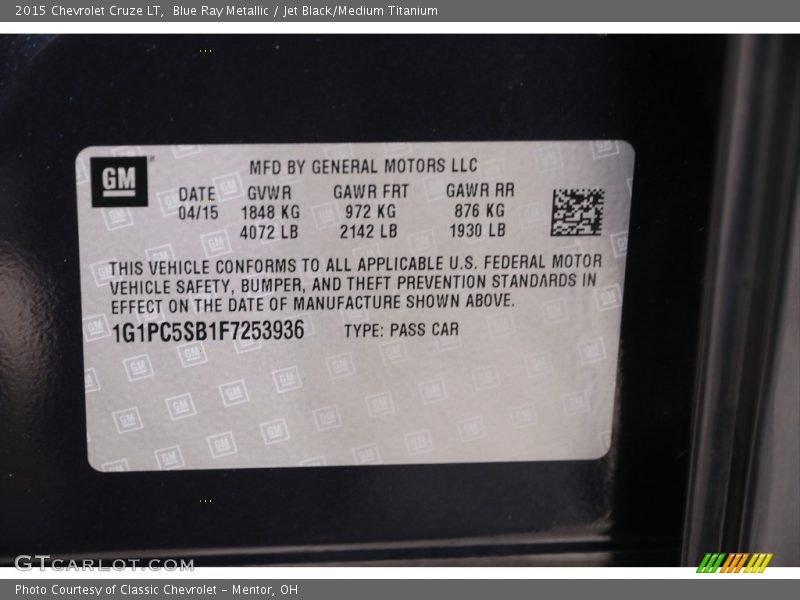 2015 Chevrolet Cruze LT, Blue Ray Metallic / Jet Black/Medium Titanium
GM
MFD BY GENERAL MOTORS LLC
DATE GVWR GAWR FRT GAWR RR
04/15 1848 KG 972 KG 876 KG
4072 LB 2142 LB 1930 LB
THIS VEHICLE CONFORMS TO ALL APPLICABLE U.S. FEDERAL MOTOR
VEHICLE SAFETY, BUMPER, AND THEFT PREVENTION STANDARDS IN
EFFECT ON THE DATE OF MANUFACTURE SHOWN ABOVE.
1G1PC5SB1F7253936 TYPE: PASS CAR
GTCARLOT.COM
Photo Courtesy of Classic Chevrolet - Mentor, OH